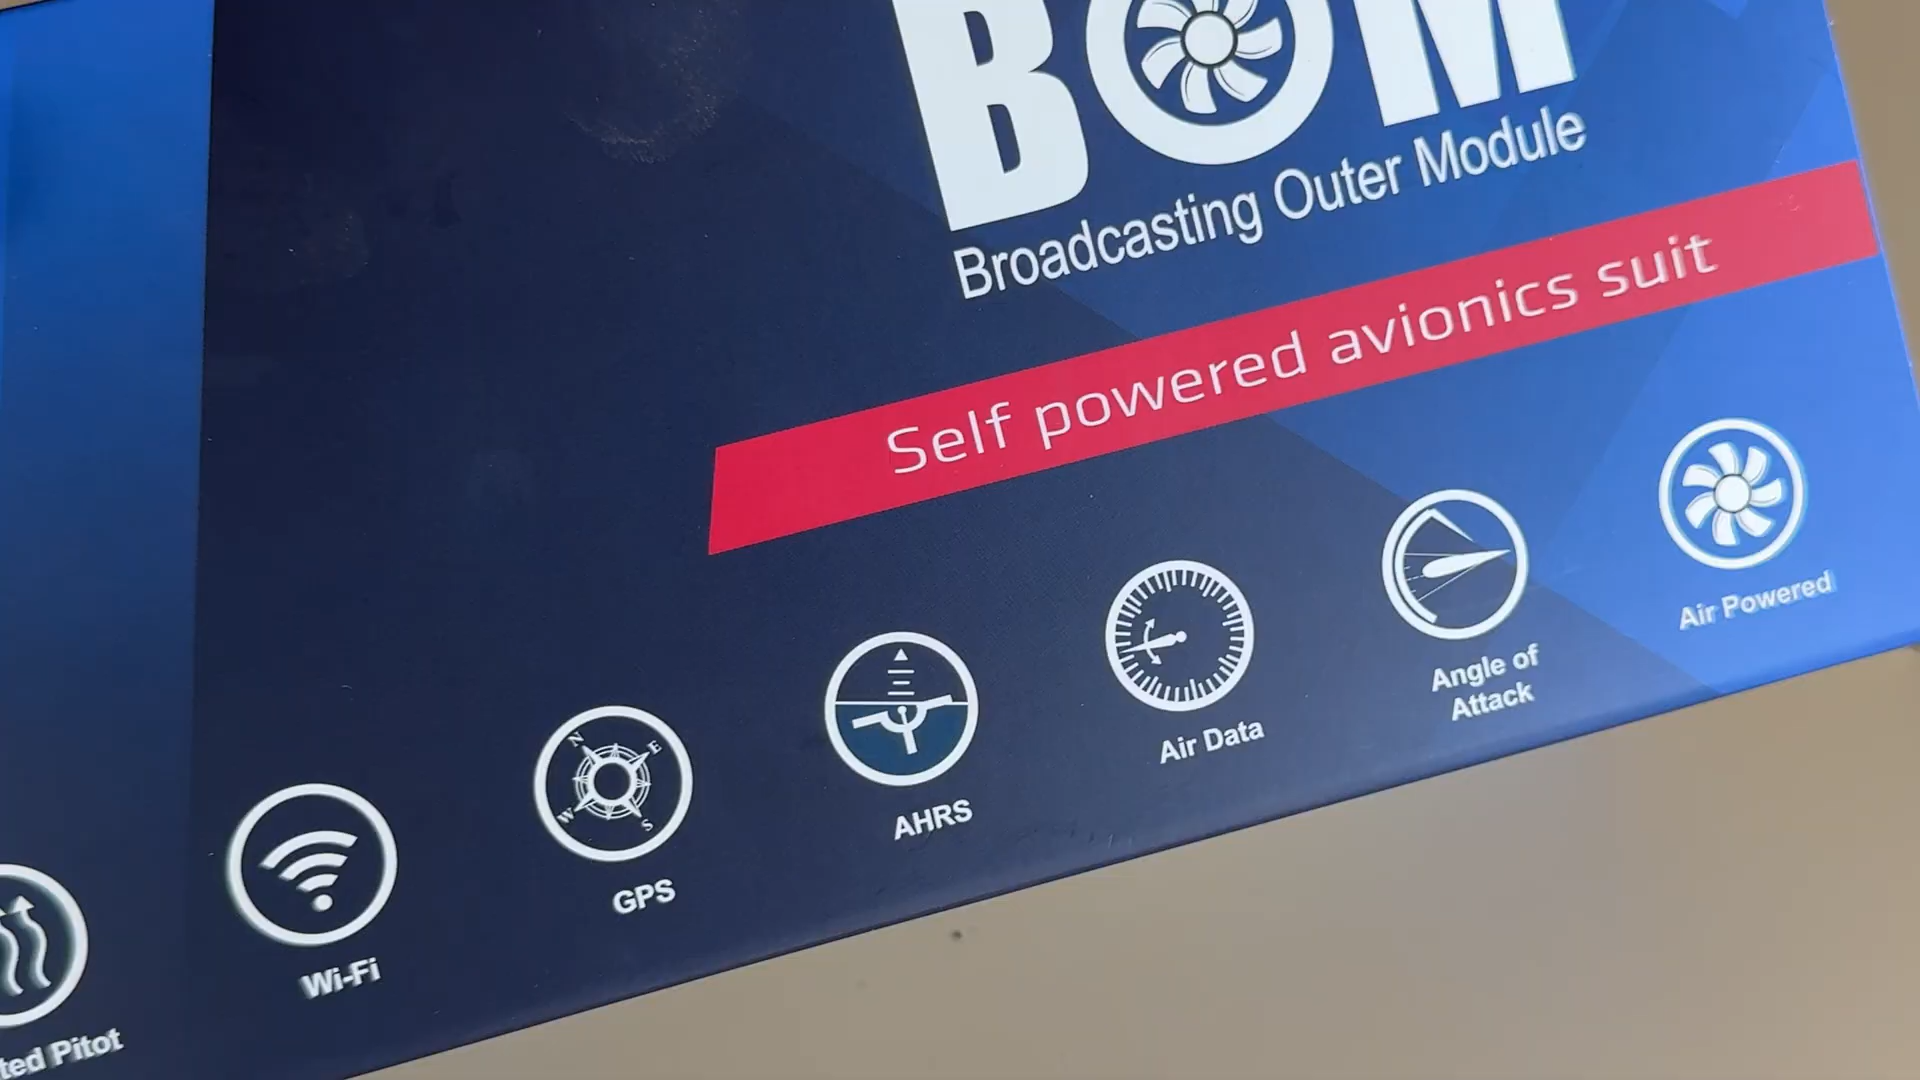 BOM
Broadcasting Outer Module
Self powered avionics suit
ted Pitot
Wi-Fi
N
E
W
S
GPS
AHRS
Air Data
Angle of
Attack
Air Powered